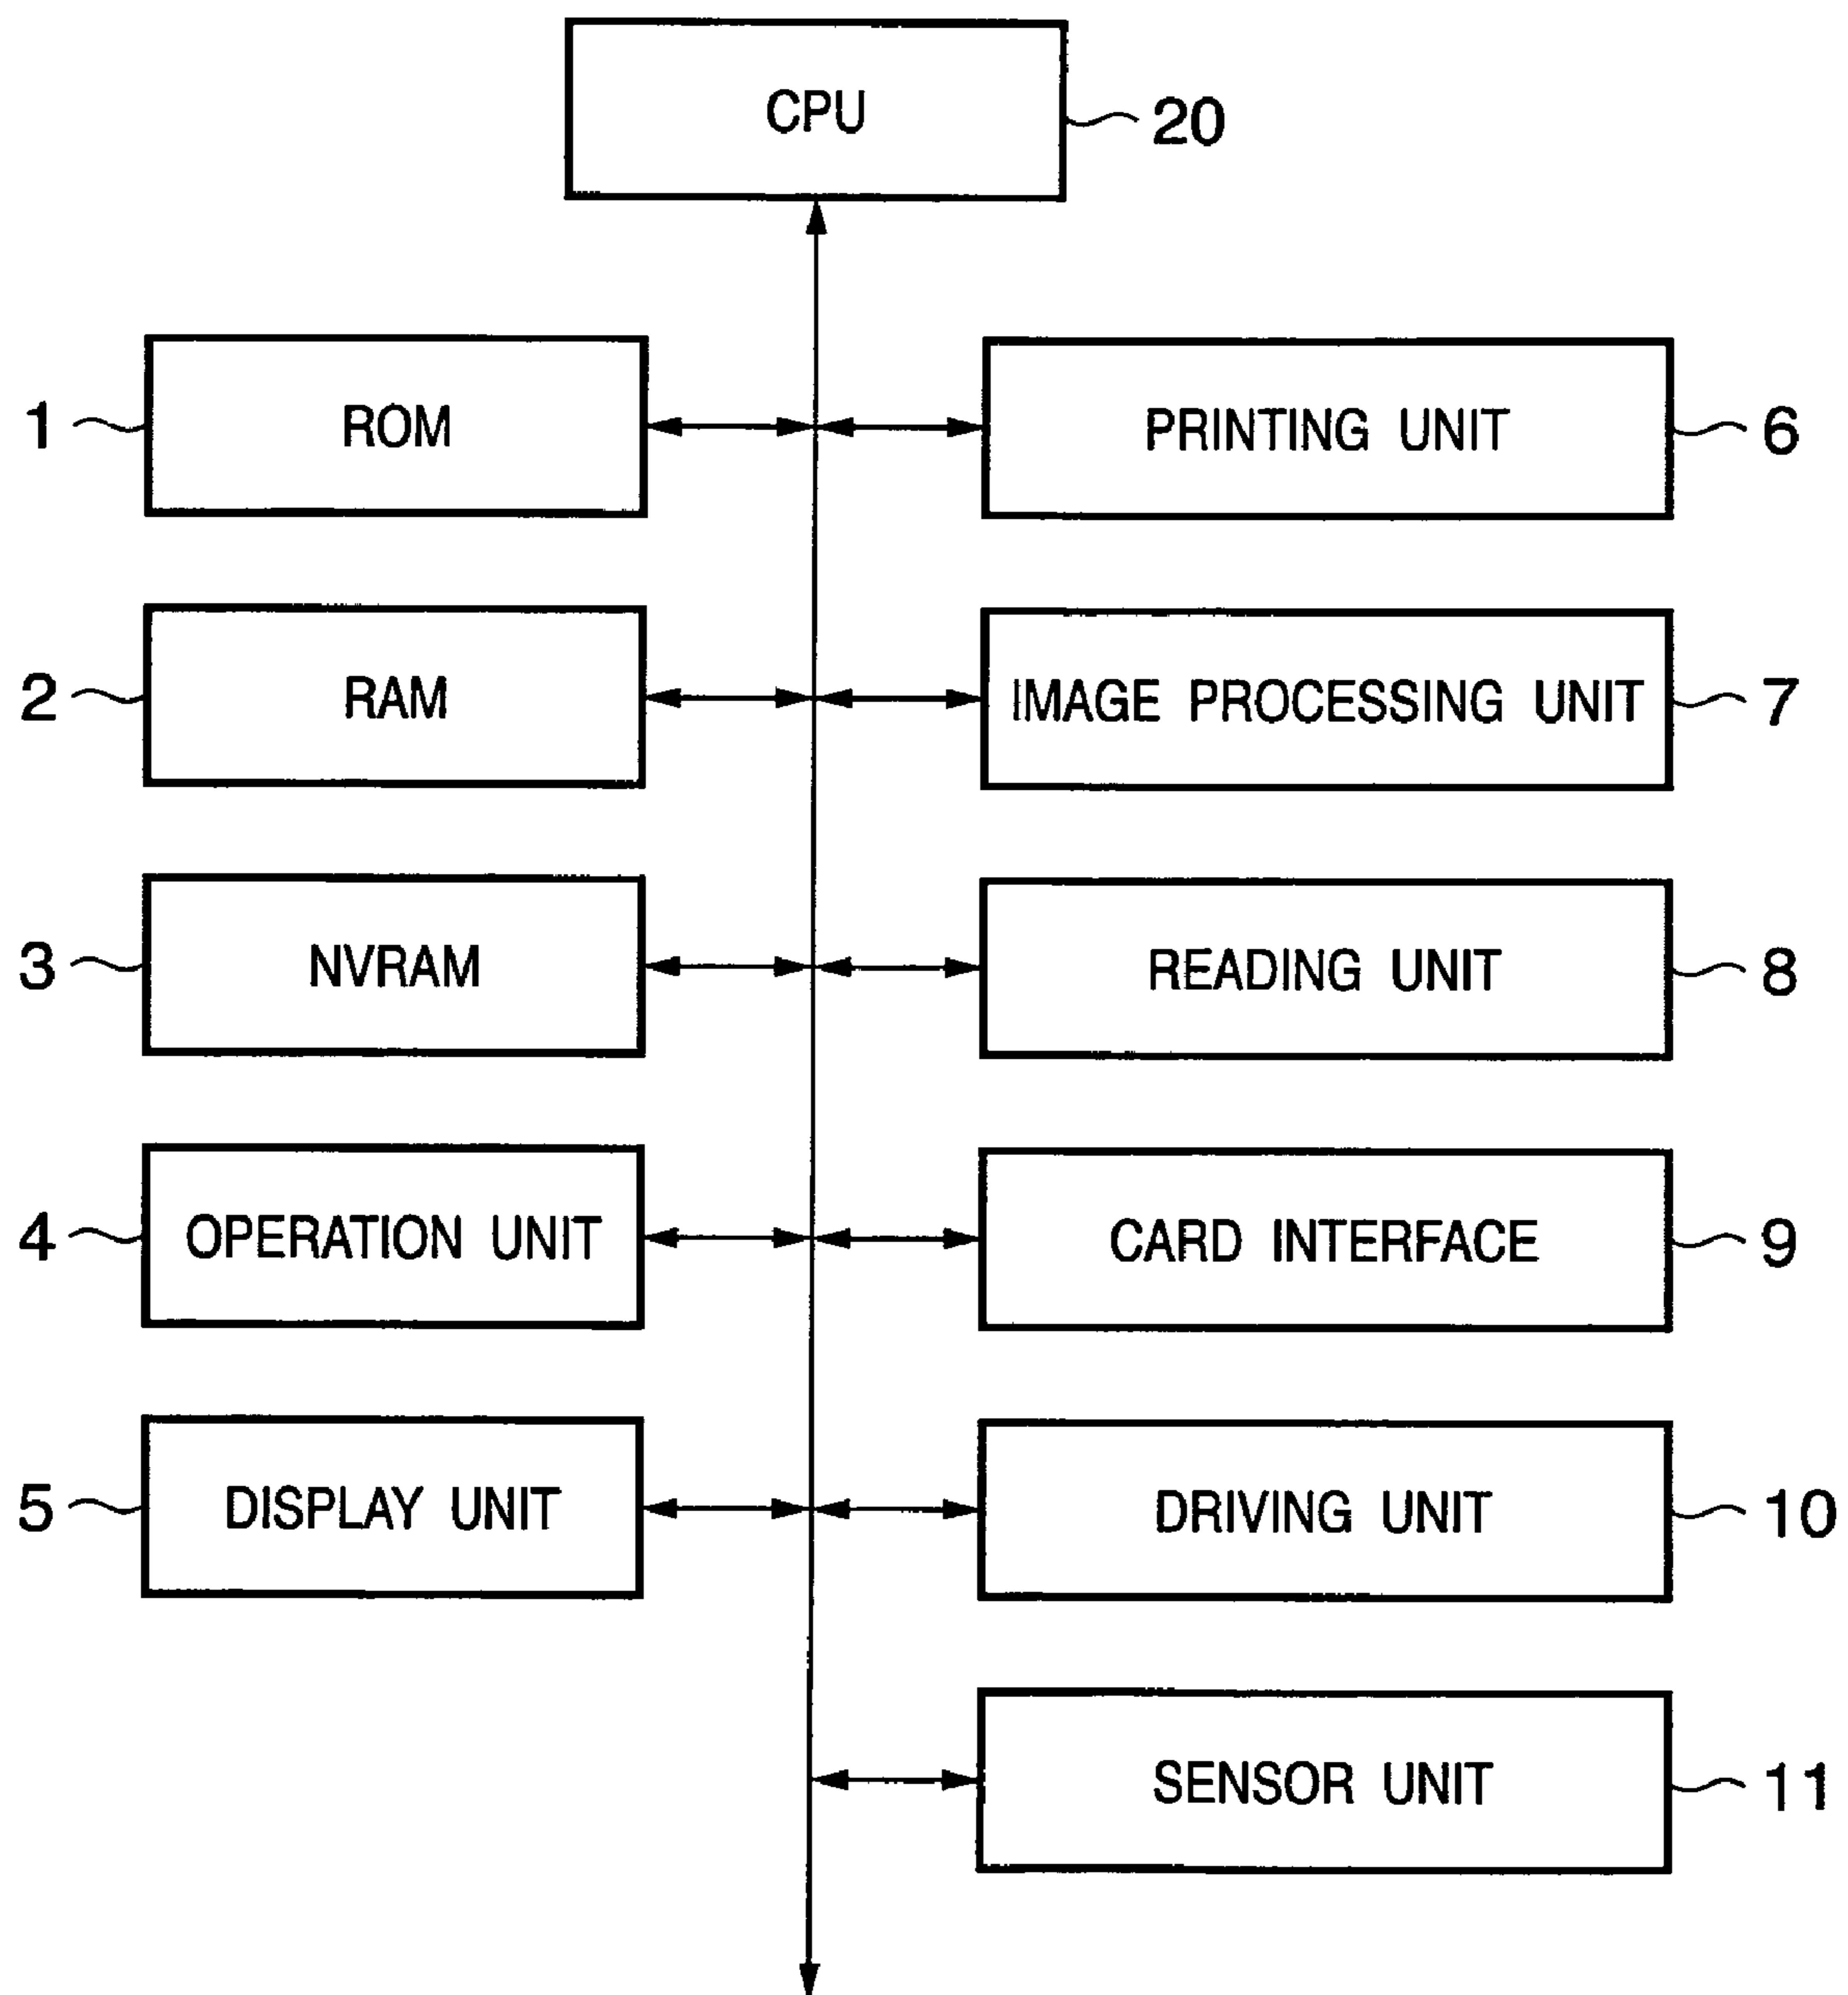 CPU 20
1 ROM
PRINTING UNIT 6
2 RAM
IMAGE PROCESSING UNIT 7
3 NVRAM
READING UNIT 8
4 OPERATION UNIT
CARD INTERFACE 9
5 DISPLAY UNIT
DRIVING UNIT 10
SENSOR UNIT 11